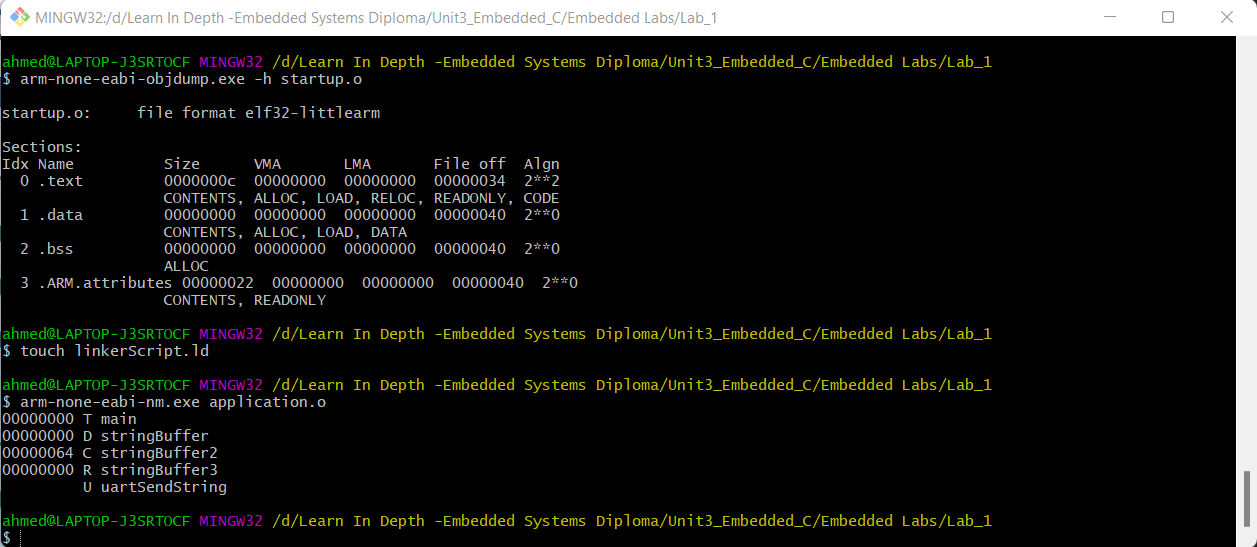 MINGW32:/d/Learn In Depth -Embedded Systems Diploma/Unit3_Embedded_C/Embedded Labs/Lab_1
ahmed@LAPTOP-J3SRTOCF MINGW32 /d/Learn In Depth -Embedded Systems Diploma/Unit3_Embedded_C/Embedded Labs/Lab_1
$ arm-none-eabi-objdump.exe -h startup.o
startup.o:     file format elf32-littlearm
Sections:
Idx Name          Size      VMA       LMA       File off  Algn
  0 .text         0000000c  00000000  00000000  00000034  2**2
                  CONTENTS, ALLOC, LOAD, RELOC, READONLY, CODE
  1 .data         00000000  00000000  00000000  00000040  2**0
                  CONTENTS, ALLOC, LOAD, DATA
  2 .bss          00000000  00000000  00000000  00000040  2**0
                  ALLOC
  3 .ARM.attributes 00000022  00000000  00000000  00000040  2**0
                  CONTENTS, READONLY
ahmed@LAPTOP-J3SRTOCF MINGW32 /d/Learn In Depth -Embedded Systems Diploma/Unit3_Embedded_C/Embedded Labs/Lab_1
$ touch linkerScript.ld
ahmed@LAPTOP-J3SRTOCF MINGW32 /d/Learn In Depth -Embedded Systems Diploma/Unit3_Embedded_C/Embedded Labs/Lab_1
$ arm-none-eabi-nm.exe application.o
00000000 T main
00000000 D stringBuffer
00000064 C stringBuffer2
00000000 R stringBuffer3
         U uartSendString
ahmed@LAPTOP-J3SRTOCF MINGW32 /d/Learn In Depth -Embedded Systems Diploma/Unit3_Embedded_C/Embedded Labs/Lab_1
$